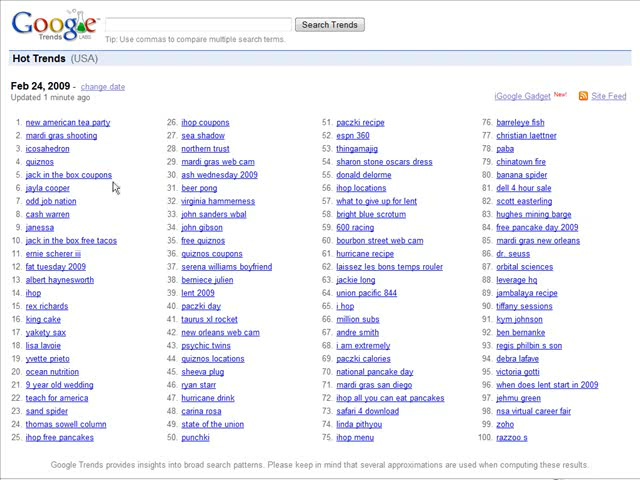 Google
Trends LABS
Search Trends
Tip: Use commas to compare multiple search terms.
Hot Trends (USA)
Feb 24, 2009 - change date
Updated 1 minute ago
iGoogle Gadget New! Site Feed
1. new american tea party
2. mardi gras shooting
3. icosahedron
4. quiznos
5. jack in the box coupons
6. jayla cooper
7. odd job nation
8. cash warren
9. janessa
10. jack in the box free tacos
11. ernie scherer iii
12. fat tuesday 2009
13. albert haynesworth
14. ihop
15. rex richards
16. king cake
17. yakety sax
18. lisa lavoie
19. yvette prieto
20. ocean nutrition
21. 9 year old wedding
22. teach for america
23. sand spider
24. thomas sowell column
25. ihop free pancakes
26. ihop coupons
27. sea shadow
28. northern trust
29. mardi gras web cam
30. ash wednesday 2009
31. beer pong
32. virginia hammerness
33. john sanders wbal
34. john gibson
35. free quiznos
36. quiznos coupons
37. serena williams boyfriend
38. berniece julien
39. lent 2009
40. paczki day
41. taurus xl rocket
42. new orleans web cam
43. psychic twins
44. quiznos locations
45. sheeva plug
46. ryan starr
47. hurricane drink
48. carina rosa
49. state of the union
50. punchki
51. paczki recipe
52. espn 360
53. thingamajig
54. sharon stone oscars dress
55. donald delorme
56. ihop locations
57. what to give up for lent
58. bright blue scrotum
59. 600 racing
60. bourbon street web cam
61. hurricane recipe
62. laissez les bons temps rouler
63. jackie long
64. union pacific 844
65. i hop
66. million subs
67. andre smith
68. i am extremely
69. paczki calories
70. national pancake day
71. mardi gras san diego
72. ihop all you can eat pancakes
73. safari 4 download
74. linda pithyou
75. ihop menu
76. barreleye fish
77. christian laettner
78. paba
79. chinatown fire
80. banana spider
81. dell 4 hour sale
82. scott easterling
83. hughes mining barge
84. free pancake day 2009
85. mardi gras new orleans
86. dr. seuss
87. orbital sciences
88. leverage hq
89. jambalaya recipe
90. tiffany sessions
91. kym johnson
92. ben bernanke
93. regis philbin s son
94. debra lafave
95. victoria gotti
96. when does lent start in 2009
97. jehmu green
98. nsa virtual career fair
99. zoho
100. razzoo s
Google Trends provides insights into broad search patterns. Please keep in mind that several approximations are used when computing these results.